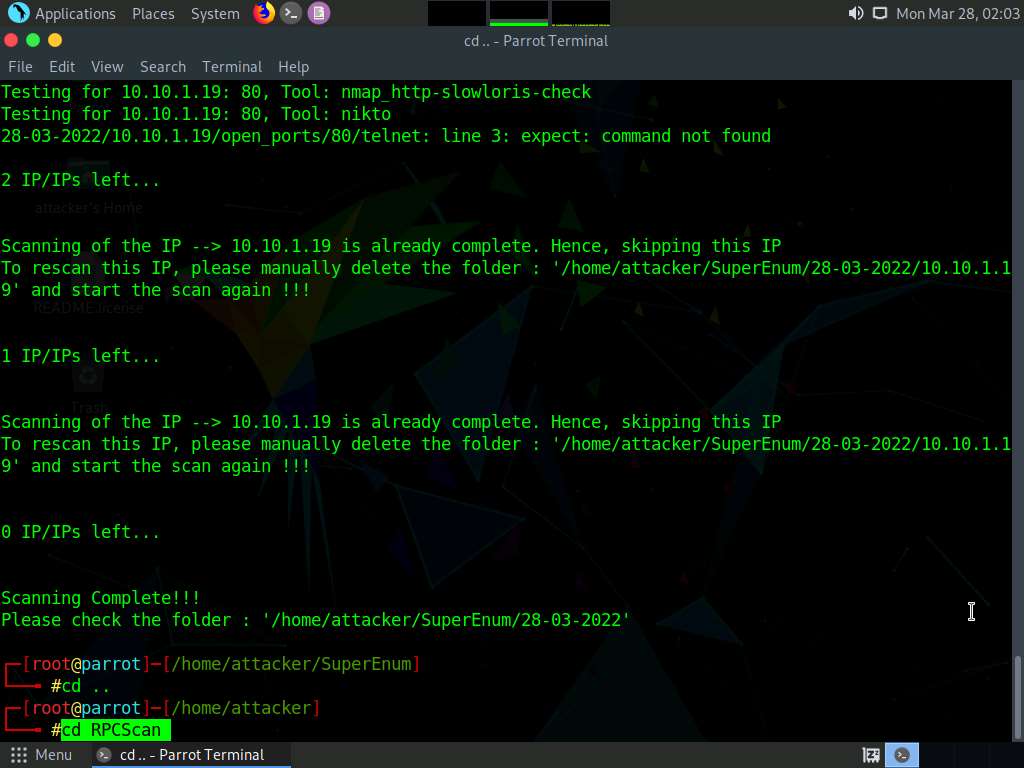 Applications Places System Mon Mar 28, 02:03
cd .. - Parrot Terminal
File Edit View Search Terminal Help
Testing for 10.10.1.19: 80, Tool: nmap_http-slowloris-check
Testing for 10.10.1.19: 80, Tool: nikto
28-03-2022/10.10.1.19/open_ports/80/telnet: line 3: expect: command not found
2 IP/IPs left...
attacker's Home
Scanning of the IP --> 10.10.1.19 is already complete. Hence, skipping this IP
To rescan this IP, please manually delete the folder : '/home/attacker/SuperEnum/28-03-2022/10.10.1.1
9' and start the scan again !!!
README.license
1 IP/IPs left...
Trash
Scanning of the IP --> 10.10.1.19 is already complete. Hence, skipping this IP
To rescan this IP, please manually delete the folder : '/home/attacker/SuperEnum/28-03-2022/10.10.1.1
9' and start the scan again !!!
0 IP/IPs left...
Scanning Complete!!!
Please check the folder : '/home/attacker/SuperEnum/28-03-2022'
┌─[root@parrot]─[/home/attacker/SuperEnum]
└──╼ #cd ..
┌─[root@parrot]─[/home/attacker]
└──╼ #cd RPCScan
Menu cd .. - Parrot Terminal